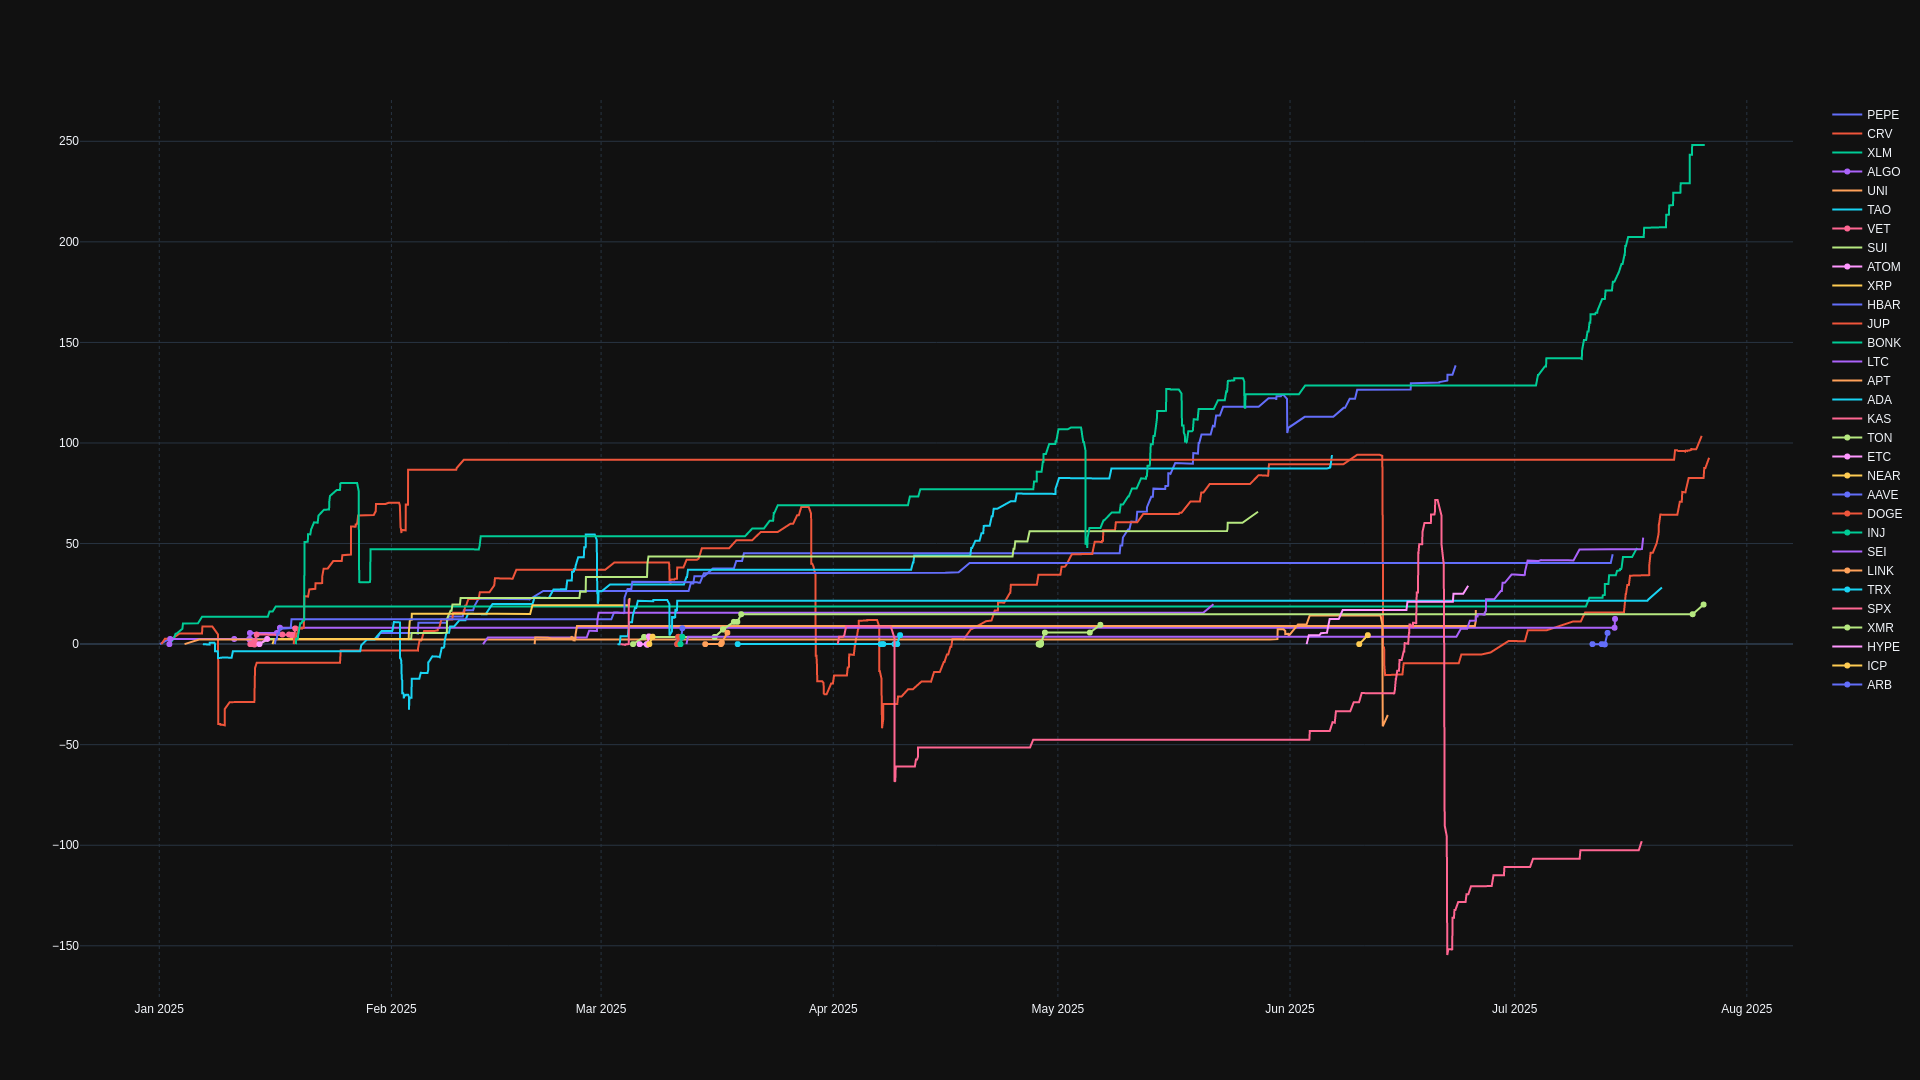 250
200
150
100
50
0
−50
−100
−150
Jan 2025
Feb 2025
Mar 2025
Apr 2025
May 2025
Jun 2025
Jul 2025
Aug 2025
PEPE
CRV
XLM
ALGO
UNI
TAO
VET
SUI
ATOM
XRP
HBAR
JUP
BONK
LTC
APT
ADA
KAS
TON
ETC
NEAR
AAVE
DOGE
INJ
SEI
LINK
TRX
SPX
XMR
HYPE
ICP
ARB